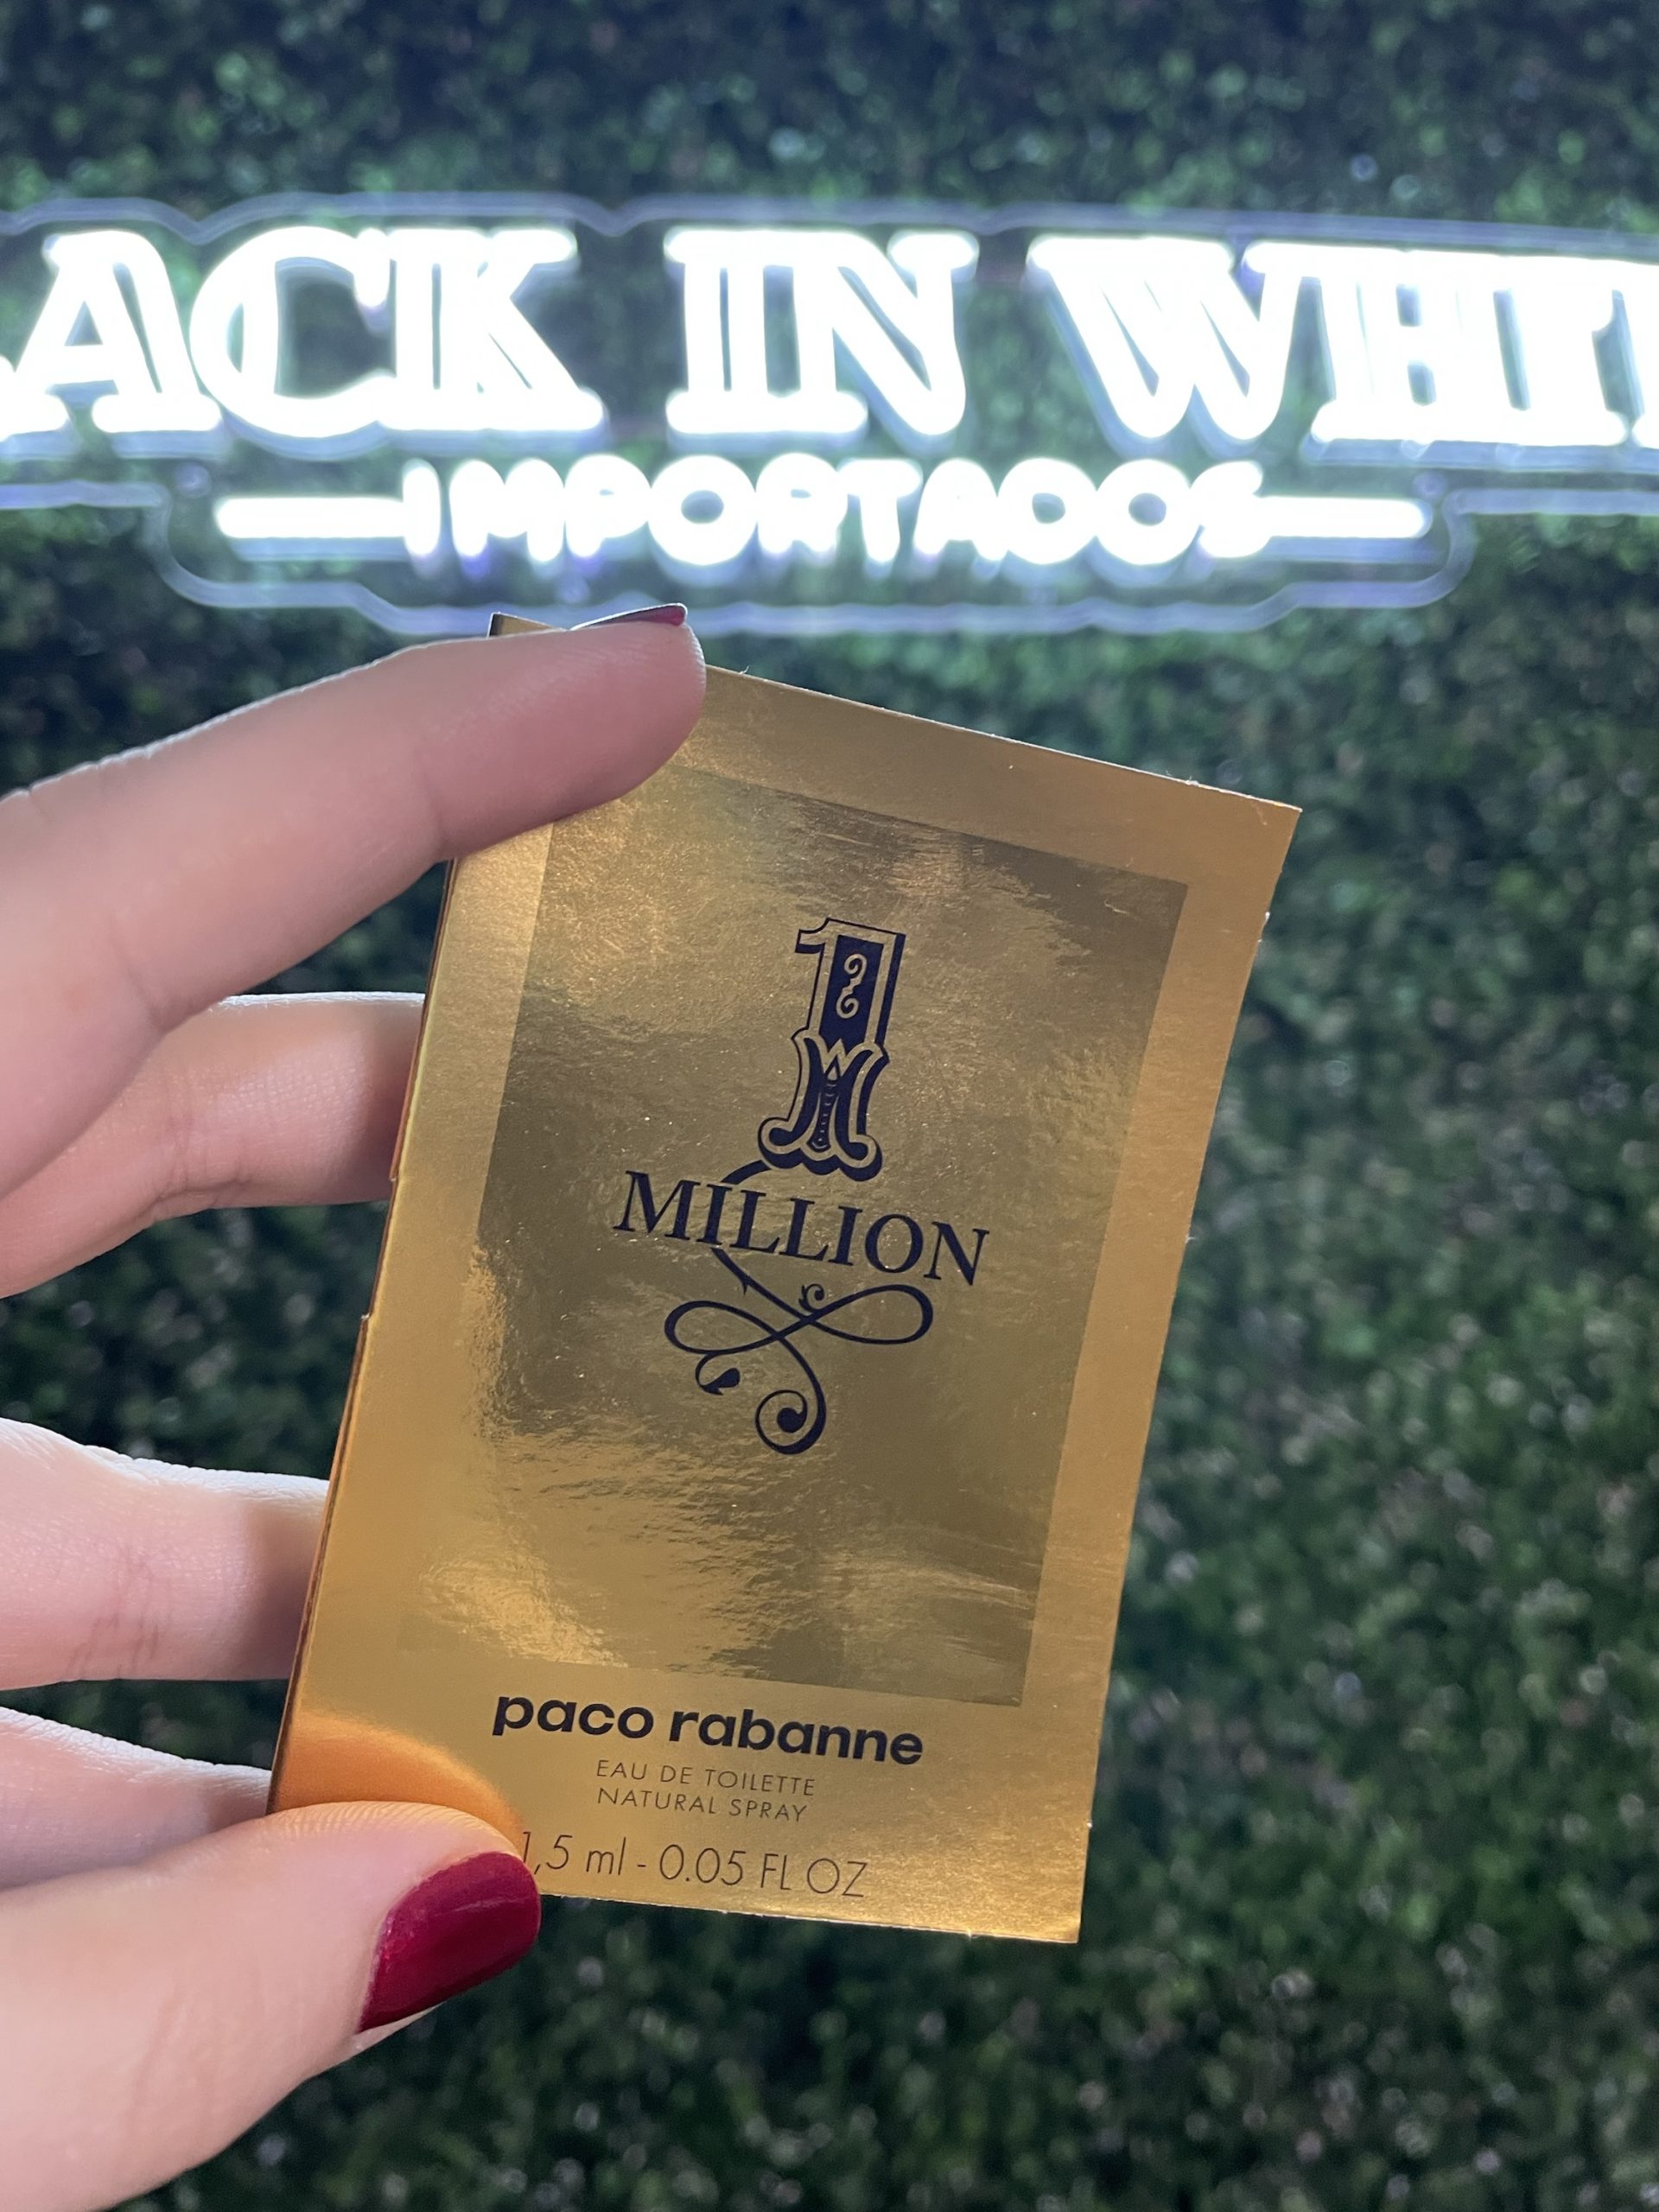 ACK IN WHIT
IMPORTADOS
1
MILLION
paco rabanne
EAU DE TOILETTE
NATURAL SPRAY
1,5 ml - 0.05 FL OZ